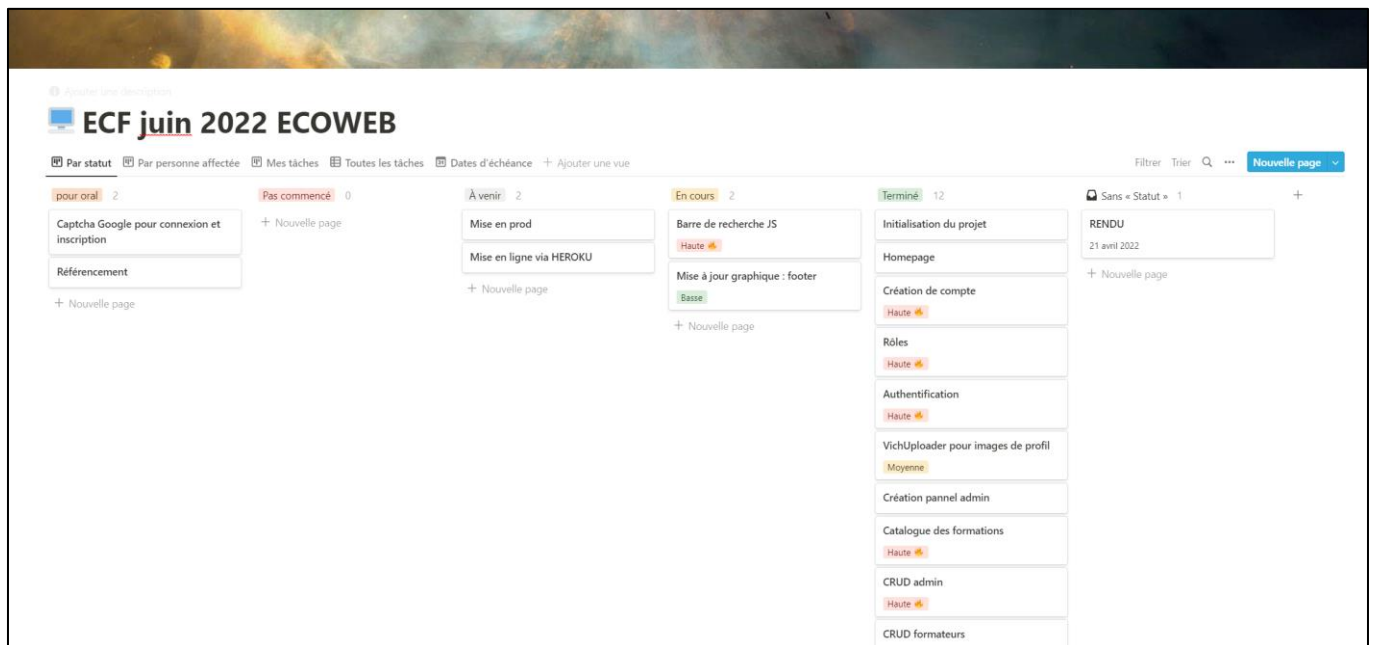 Ajouter une description
ECF juin 2022 ECOWEB
Par statut Par personne affectée Mes tâches Toutes les tâches Dates d'échéance + Ajouter une vue
Filtrer Trier ••• Nouvelle page
pour oral 2
Captcha Google pour connexion et
inscription
Référencement
+ Nouvelle page
Pas commencé 0
+ Nouvelle page
À venir 2
Mise en prod
Mise en ligne via HEROKU
+ Nouvelle page
En cours 2
Barre de recherche JS
Haute 🔥
Mise à jour graphique : footer
Basse
+ Nouvelle page
Terminé 12
Initialisation du projet
Homepage
Création de compte
Haute 🔥
Rôles
Haute 🔥
Authentification
Haute 🔥
VichUploader pour images de profil
Moyenne
Création pannel admin
Catalogue des formations
Haute 🔥
CRUD admin
Haute 🔥
CRUD formateurs
Sans « Statut » 1
RENDU
21 avril 2022
+ Nouvelle page
+